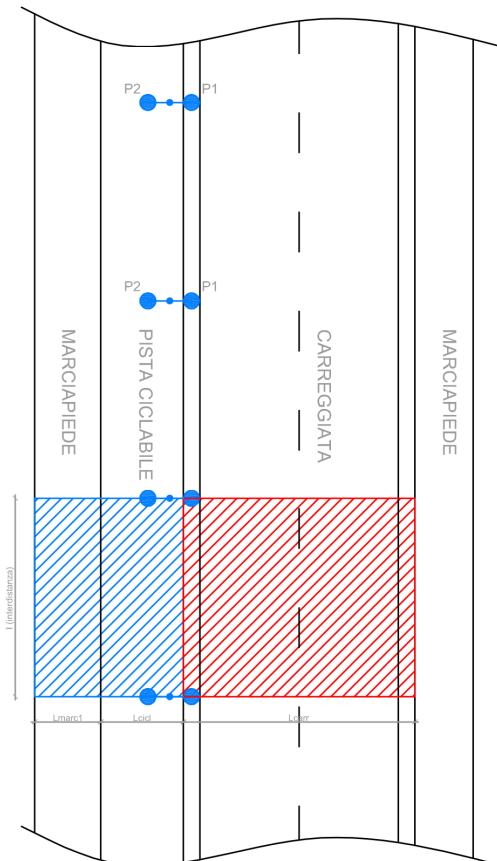 P2
P1
P2
P1
MARCIAPIEDE
PISTA CICLABILE
CARREGGIATA
MARCIAPIEDE
I (interdistanza)
Lmarc1
Lcicl
Lcarr